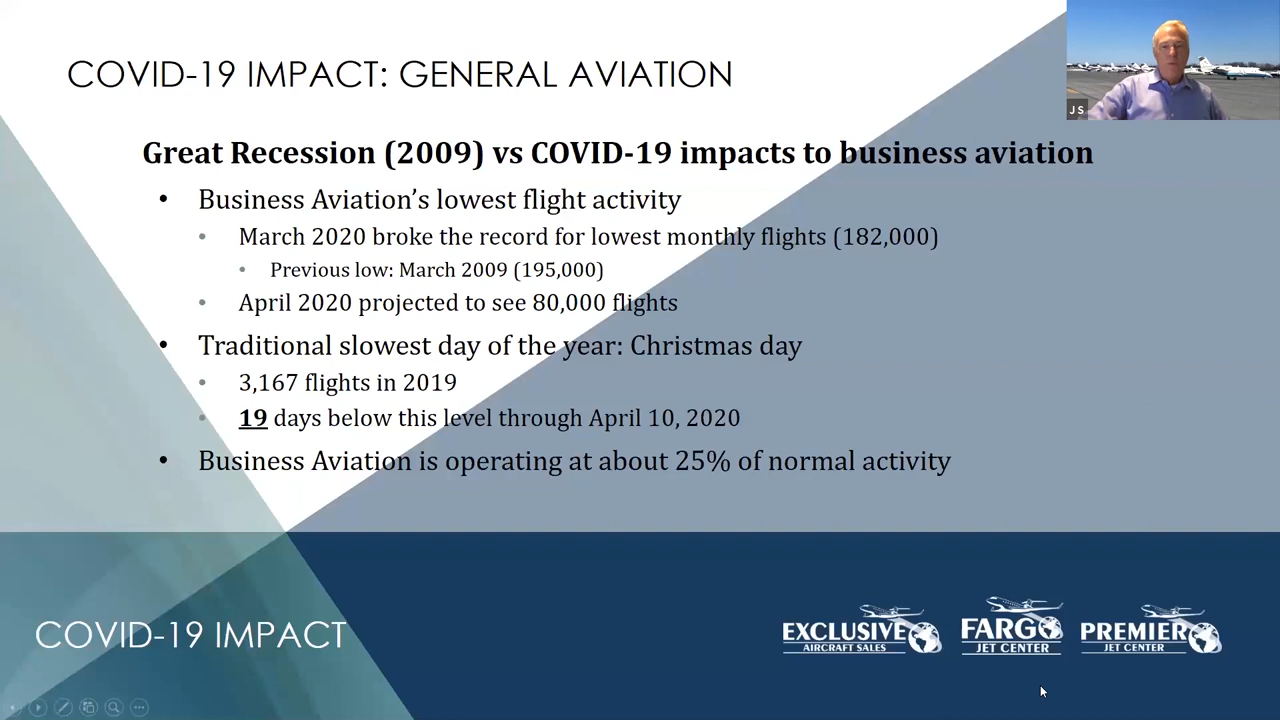 COVID-19 IMPACT: GENERAL AVIATION
JS
Great Recession (2009) vs COVID-19 impacts to business aviation
• Business Aviation’s lowest flight activity
• March 2020 broke the record for lowest monthly flights (182,000)
• Previous low: March 2009 (195,000)
• April 2020 projected to see 80,000 flights
• Traditional slowest day of the year: Christmas day
• 3,167 flights in 2019
• 19 days below this level through April 10, 2020
• Business Aviation is operating at about 25% of normal activity
COVID-19 IMPACT
EXCLUSIVE
AIRCRAFT SALES
FARGO
JET CENTER
PREMIER
JET CENTER